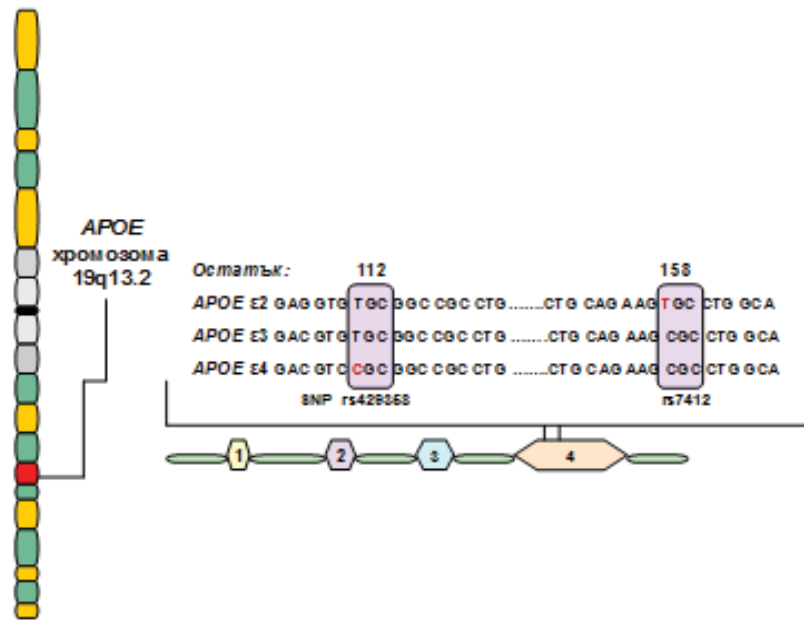 APOE
хромозома
19q13.2
Остатък: 112 158
APOE ε2 GAG GTG TGC GGC CGC CTG.......CTG CAG AAG TGC CTG GCA
APOE ε3 GAC GTG TGC GGC CGC CTG.......CTG CAG AAG CGC CTG GCA
APOE ε4 GAC GTC CGC GGC CGC CTG .......CTG CAG AAG CGC CTG GCA
SNP rs429358 rs7412
1 2 3 4